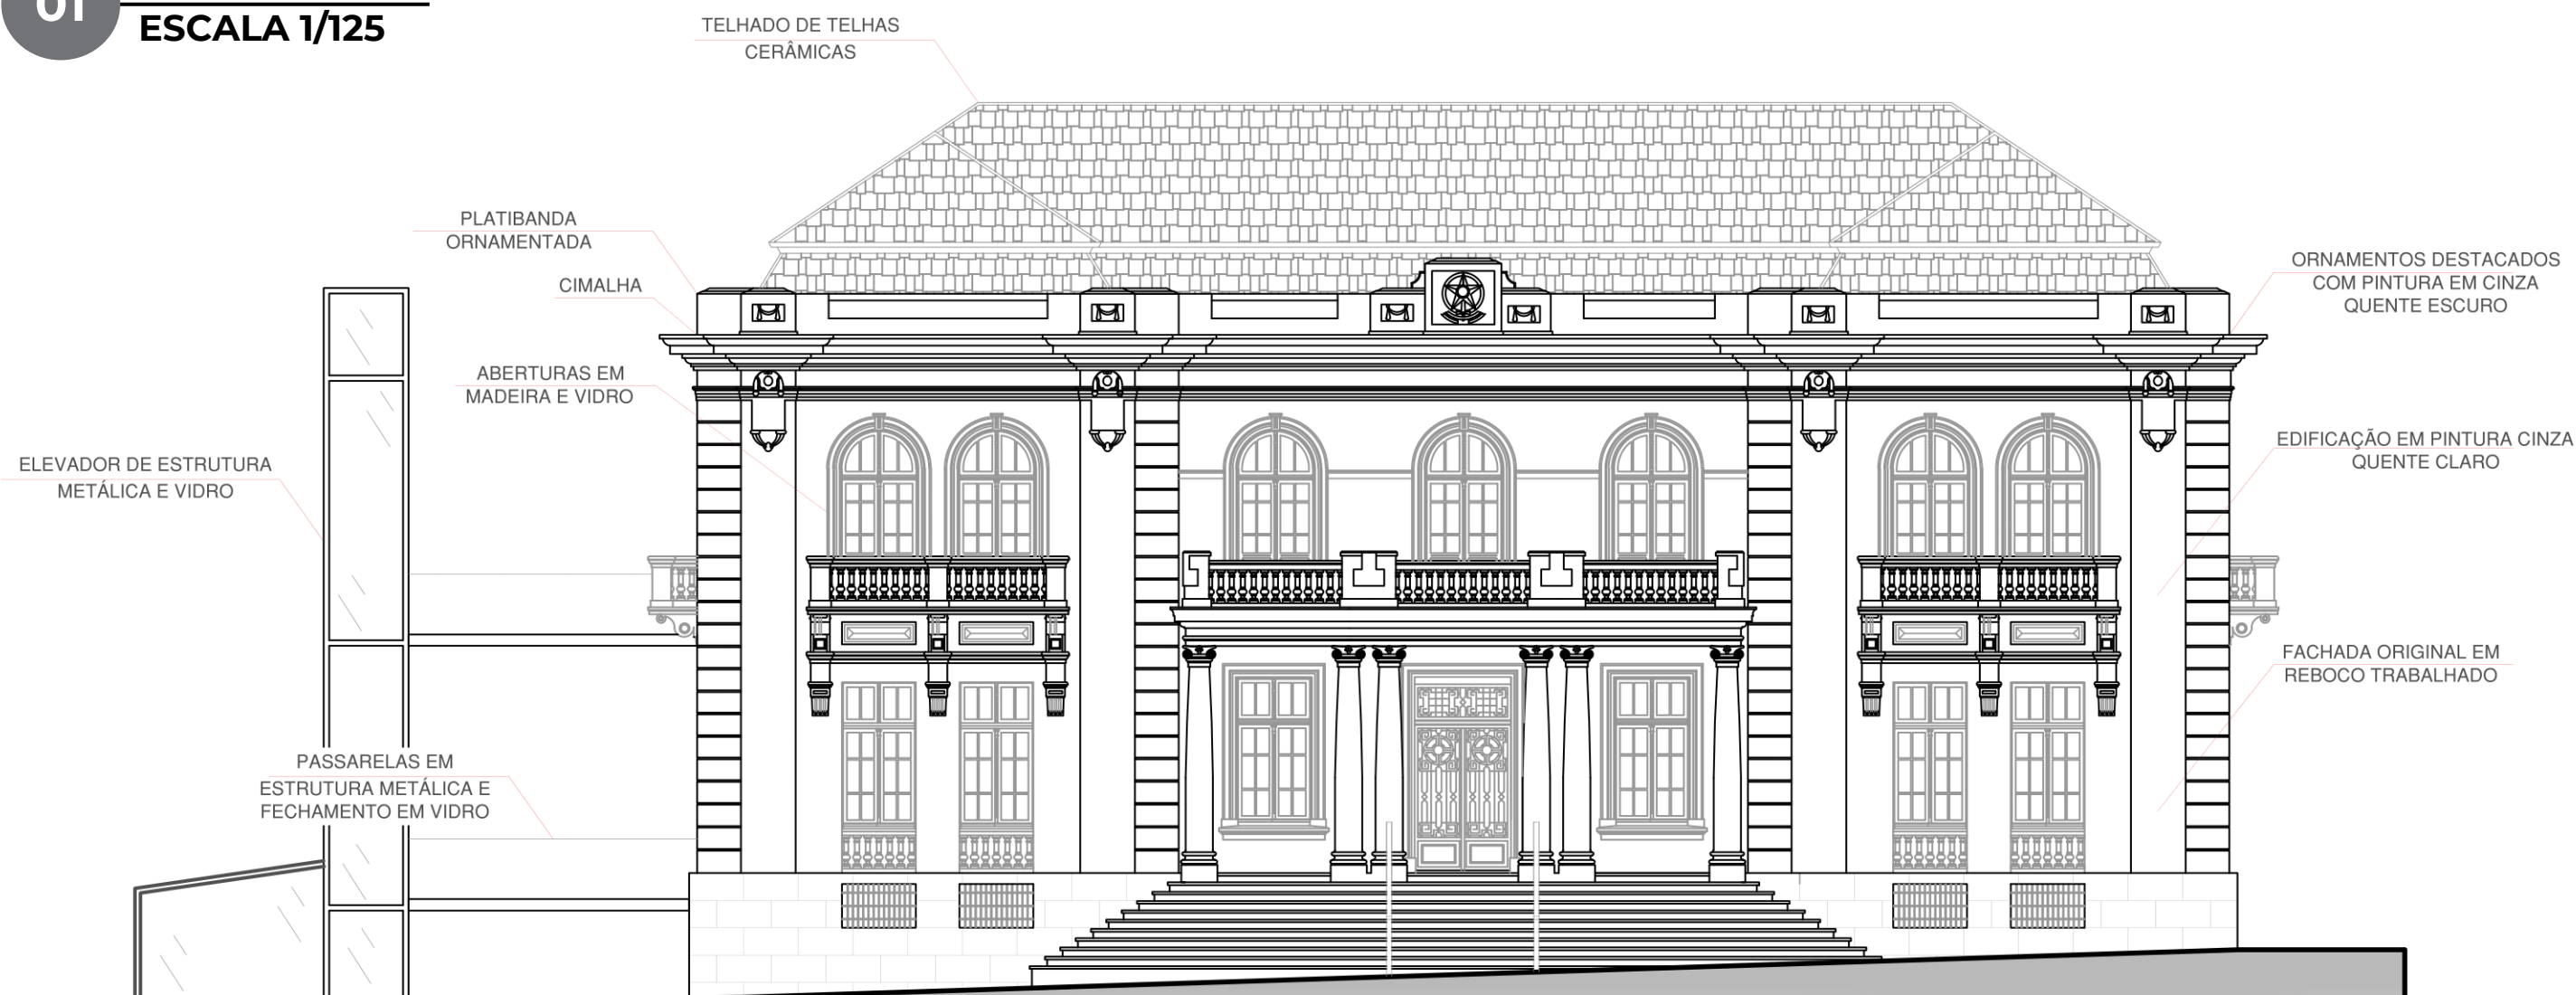 01
ESCALA 1/125
TELHADO DE TELHAS
CERÂMICAS
PLATIBANDA
ORNAMENTADA
CIMALHA
ABERTURAS EM
MADEIRA E VIDRO
ELEVADOR DE ESTRUTURA
METÁLICA E VIDRO
PASSARELAS EM
ESTRUTURA METÁLICA E
FECHAMENTO EM VIDRO
ORNAMENTOS DESTACADOS
COM PINTURA EM CINZA
QUENTE ESCURO
EDIFICAÇÃO EM PINTURA CINZA
QUENTE CLARO
FACHADA ORIGINAL EM
REBOCO TRABALHADO